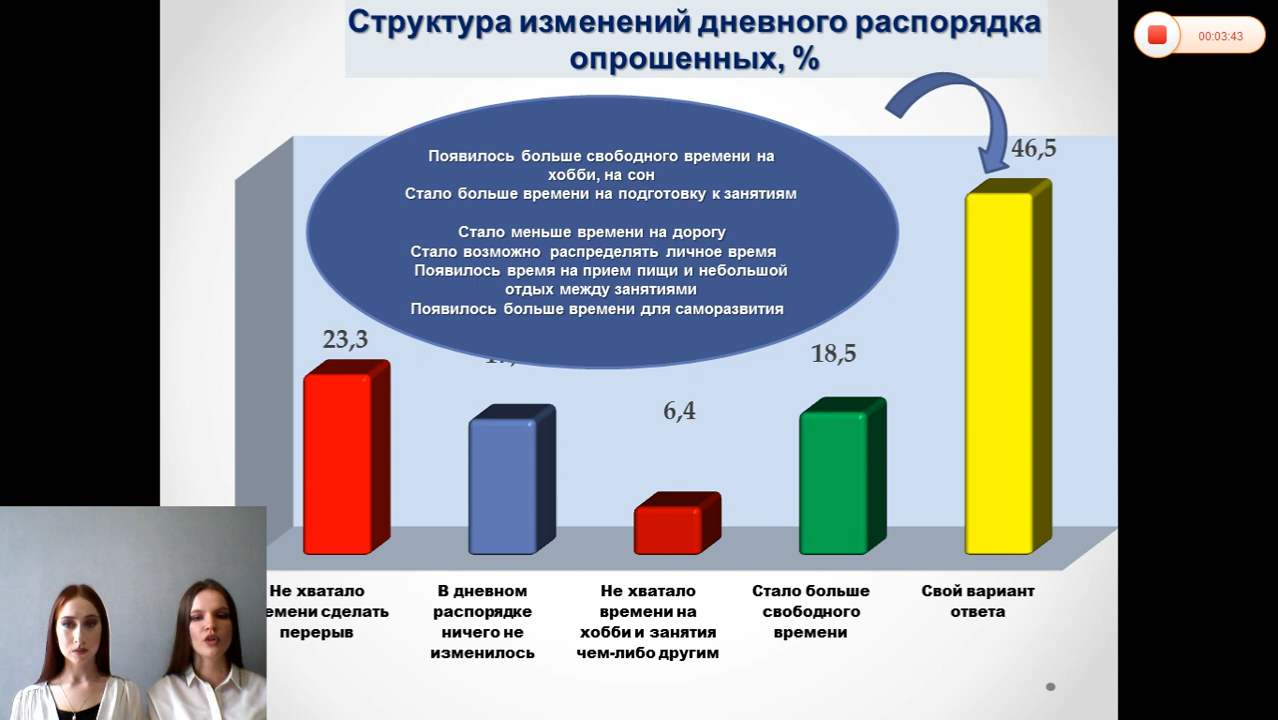 Структура изменений дневного распорядка
опрошенных, %
00:03:43
46,5
Появилось больше свободного времени на
хобби, на сон
Стало больше времени на подготовку к занятиям
Стало меньше времени на дорогу
Стало возможно распределять личное время
Появилось время на прием пищи и небольшой
отдых между занятиями
Появилось больше времени для саморазвития
23,3
18,5
6,4
Не хватало
сделать
перерыв
В дневном
распорядке
ничего не
изменилось
Не хватало
времени на
хобби и занятия
чем-либо другим
Стало больше
свободного
времени
Свой вариант
ответа